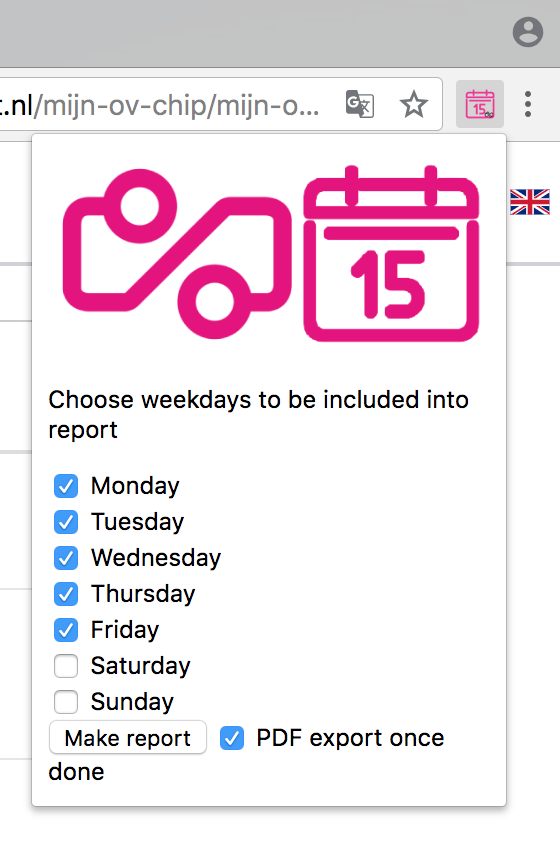 t.nl/mijn-ov-chip/mijn-o...
15
15
Choose weekdays to be included into
report
Monday
Tuesday
Wednesday
Thursday
Friday
Saturday
Sunday
Make report PDF export once
done